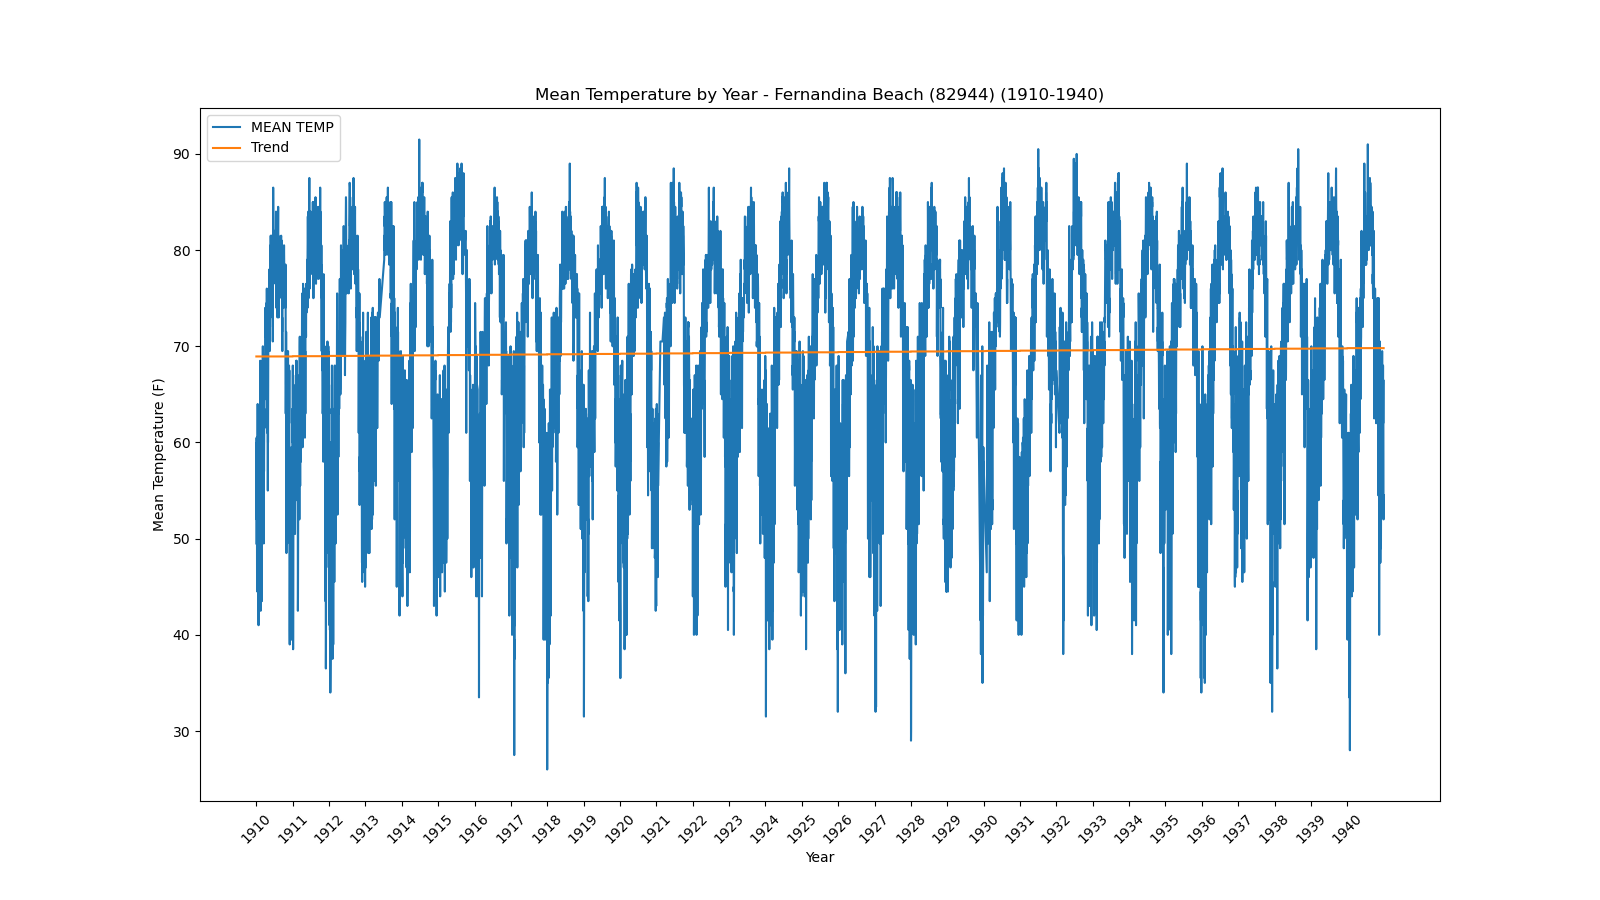 Mean Temperature by Year - Fernandina Beach (82944) (1910-1940)
MEAN TEMP
Trend
90
80
70
60
50
40
30
Mean Temperature (F)
1910 1911 1912 1913 1914 1915 1916 1917 1918 1919 1920 1921 1922 1923 1924 1925 1926 1927 1928 1929 1930 1931 1932 1933 1934 1935 1936 1937 1938 1939 1940
Year